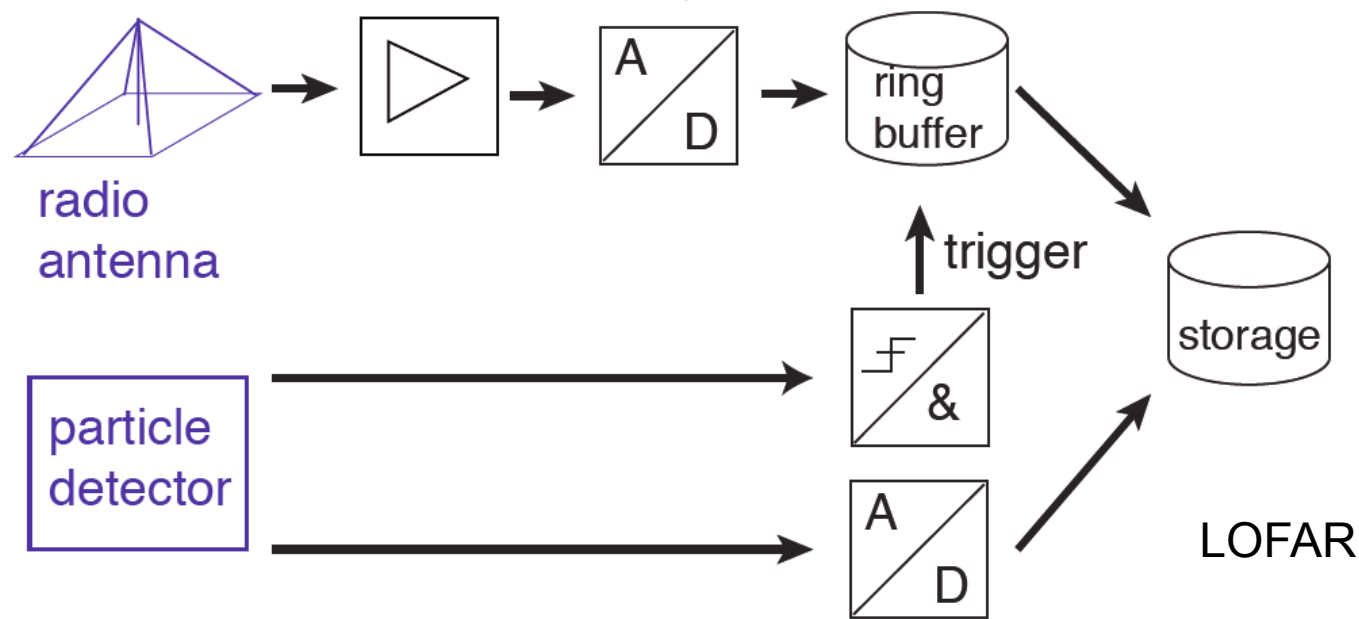 A
D
ring
buffer
radio
antenna
trigger
storage
particle
detector
&
A
D
LOFAR